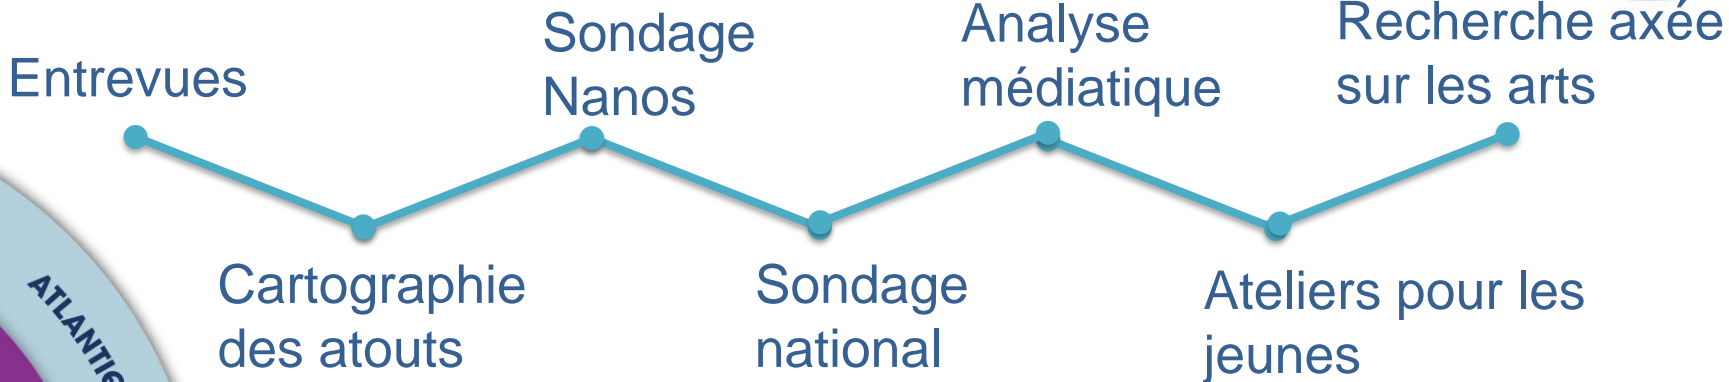 Entrevues
Cartographie
des atouts
Sondage
Nanos
Sondage
national
Analyse
médiatique
Ateliers pour les
jeunes
Recherche axée
sur les arts